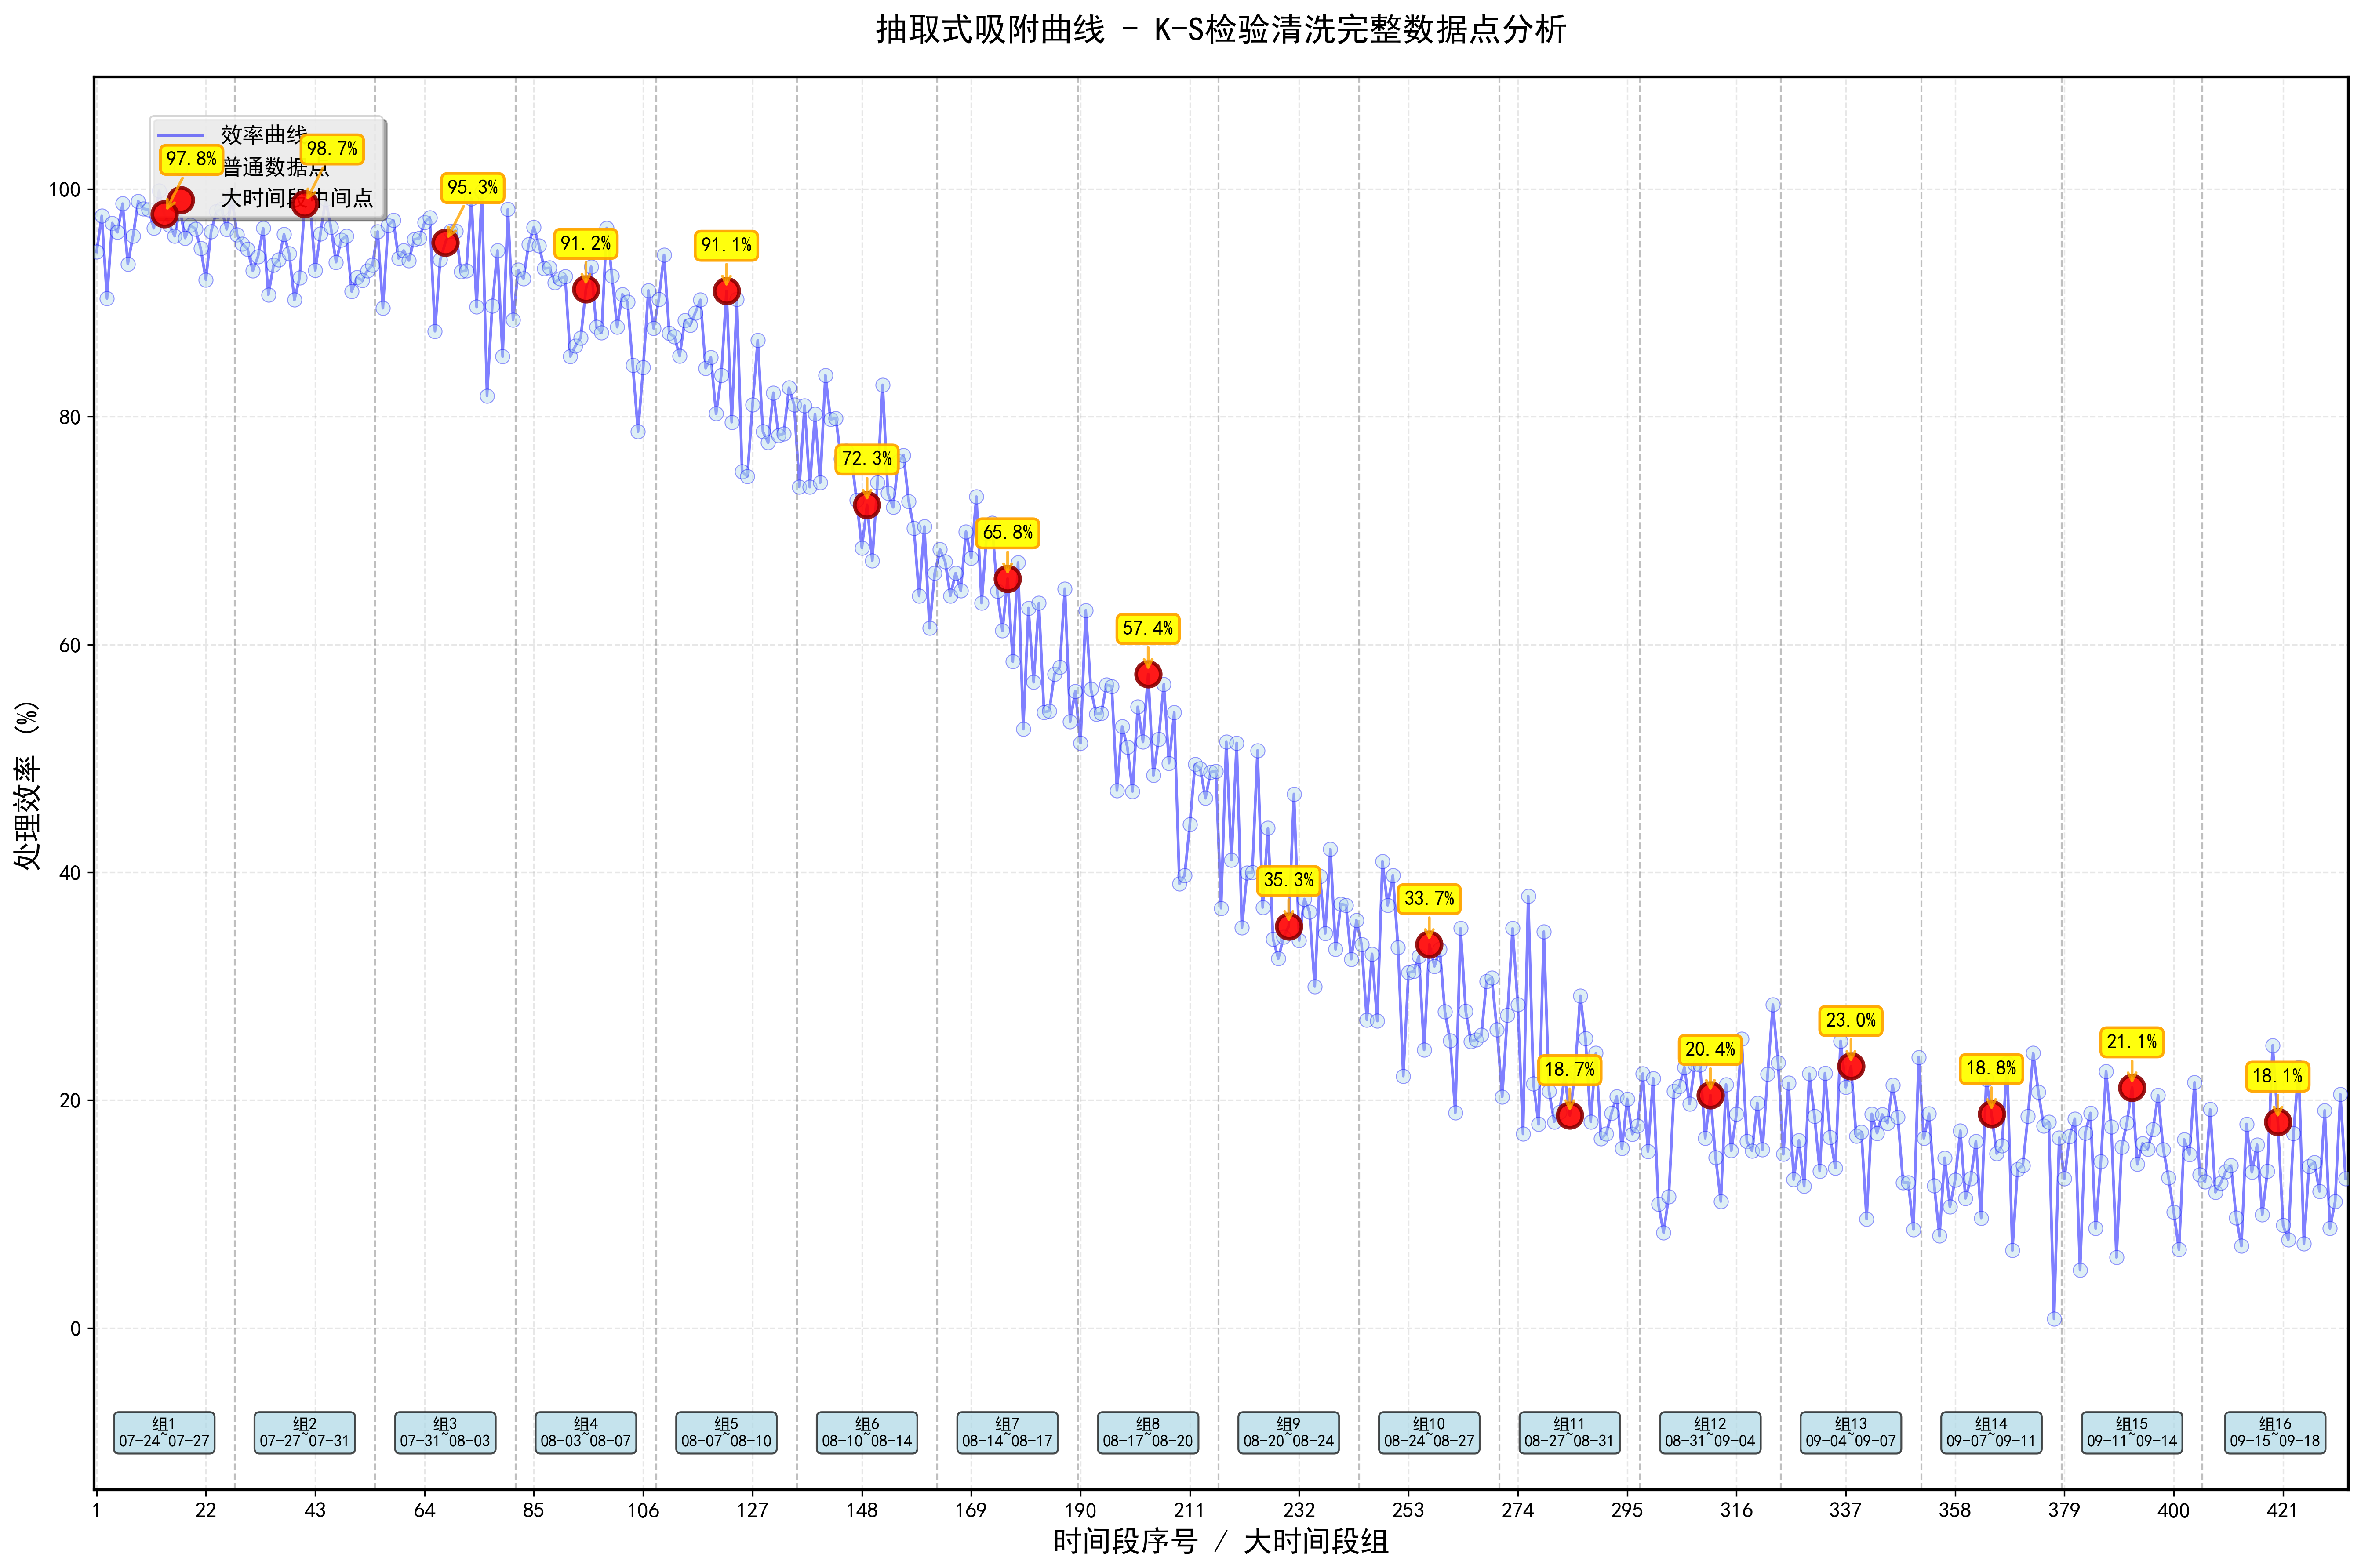 抽取式吸附曲线 - K-S检验清洗完整数据点分析
效率曲线
普通数据点
大时间段中间点
97.8%
98.7%
95.3%
91.2%
91.1%
72.3%
65.8%
57.4%
35.3%
33.7%
18.7%
20.4%
23.0%
18.8%
21.1%
18.1%
处理效率 (%)
100
80
60
40
20
0
组1
07-24~07-27
组2
07-27~07-31
组3
07-31~08-03
组4
08-03~08-07
组5
08-07~08-10
组6
08-10~08-14
组7
08-14~08-17
组8
08-17~08-20
组9
08-20~08-24
组10
08-24~08-27
组11
08-27~08-31
组12
08-31~09-04
组13
09-04~09-07
组14
09-07~09-11
组15
09-11~09-14
组16
09-15~09-18
1 22 43 64 85 106 127 148 169 190 211 232 253 274 295 316 337 358 379 400 421
时间段序号 / 大时间段组